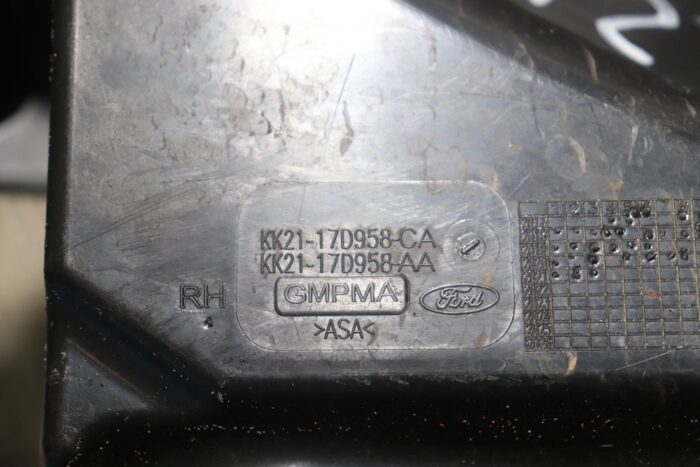 KK21-17D958-CA
KK21-17D958-AA
RH
GMPMA
Ford
>ASA<